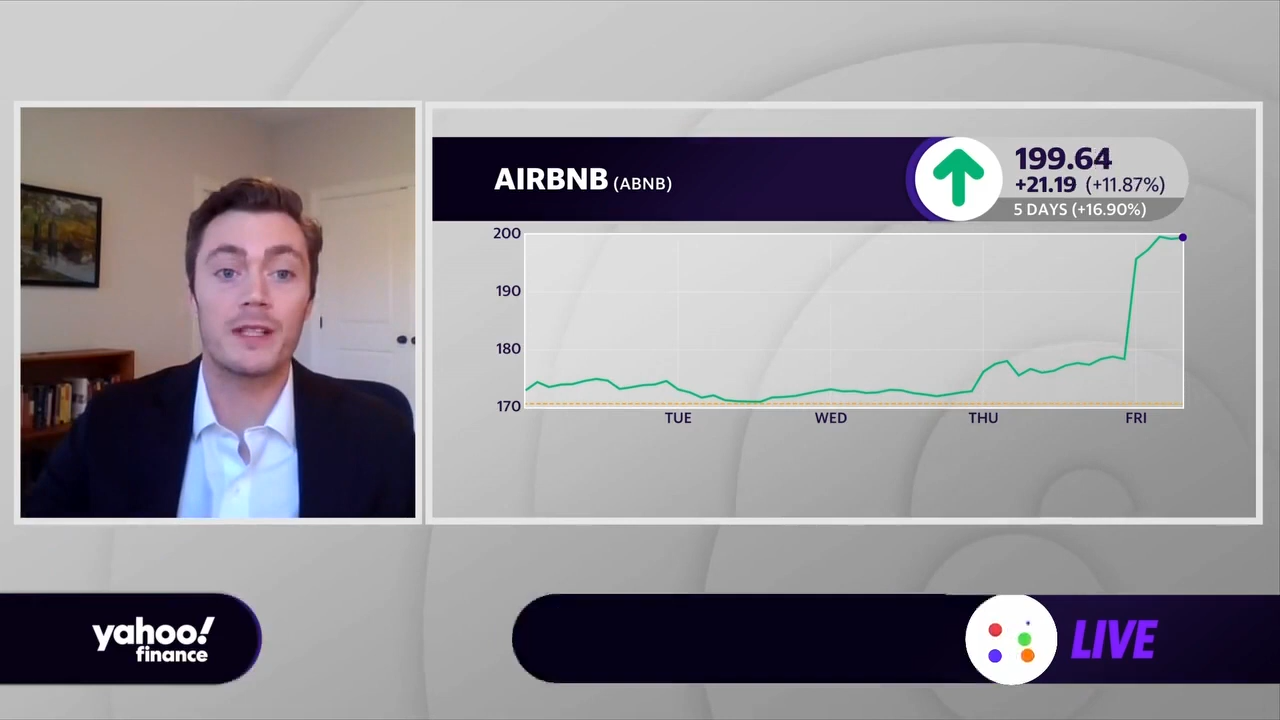 AIRBNB (ABNB)
199.64
+21.19 (+11.87%)
5 DAYS (+16.90%)
200
190
180
170
TUE WED THU FRI
yahoo!
finance
LIVE